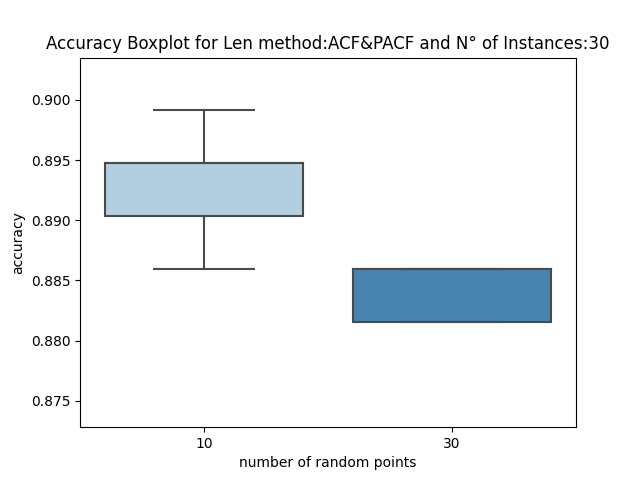 Accuracy Boxplot for Len method:ACF&PACF and N° of Instances:30
0.900
0.895
0.890
0.885
0.880
0.875
accuracy
10
30
number of random points